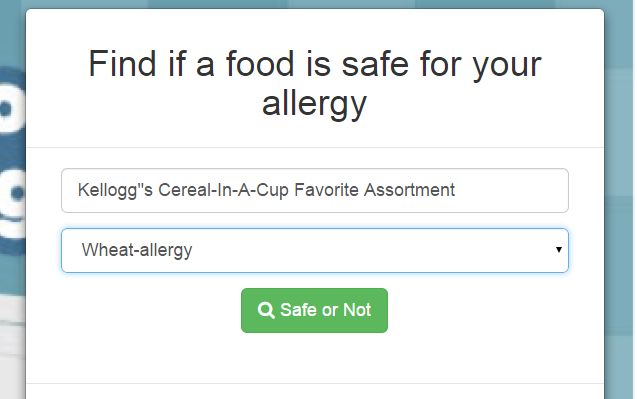 Find if a food is safe for your
allergy
Kellogg"s Cereal-In-A-Cup Favorite Assortment
Wheat-allergy
Safe or Not